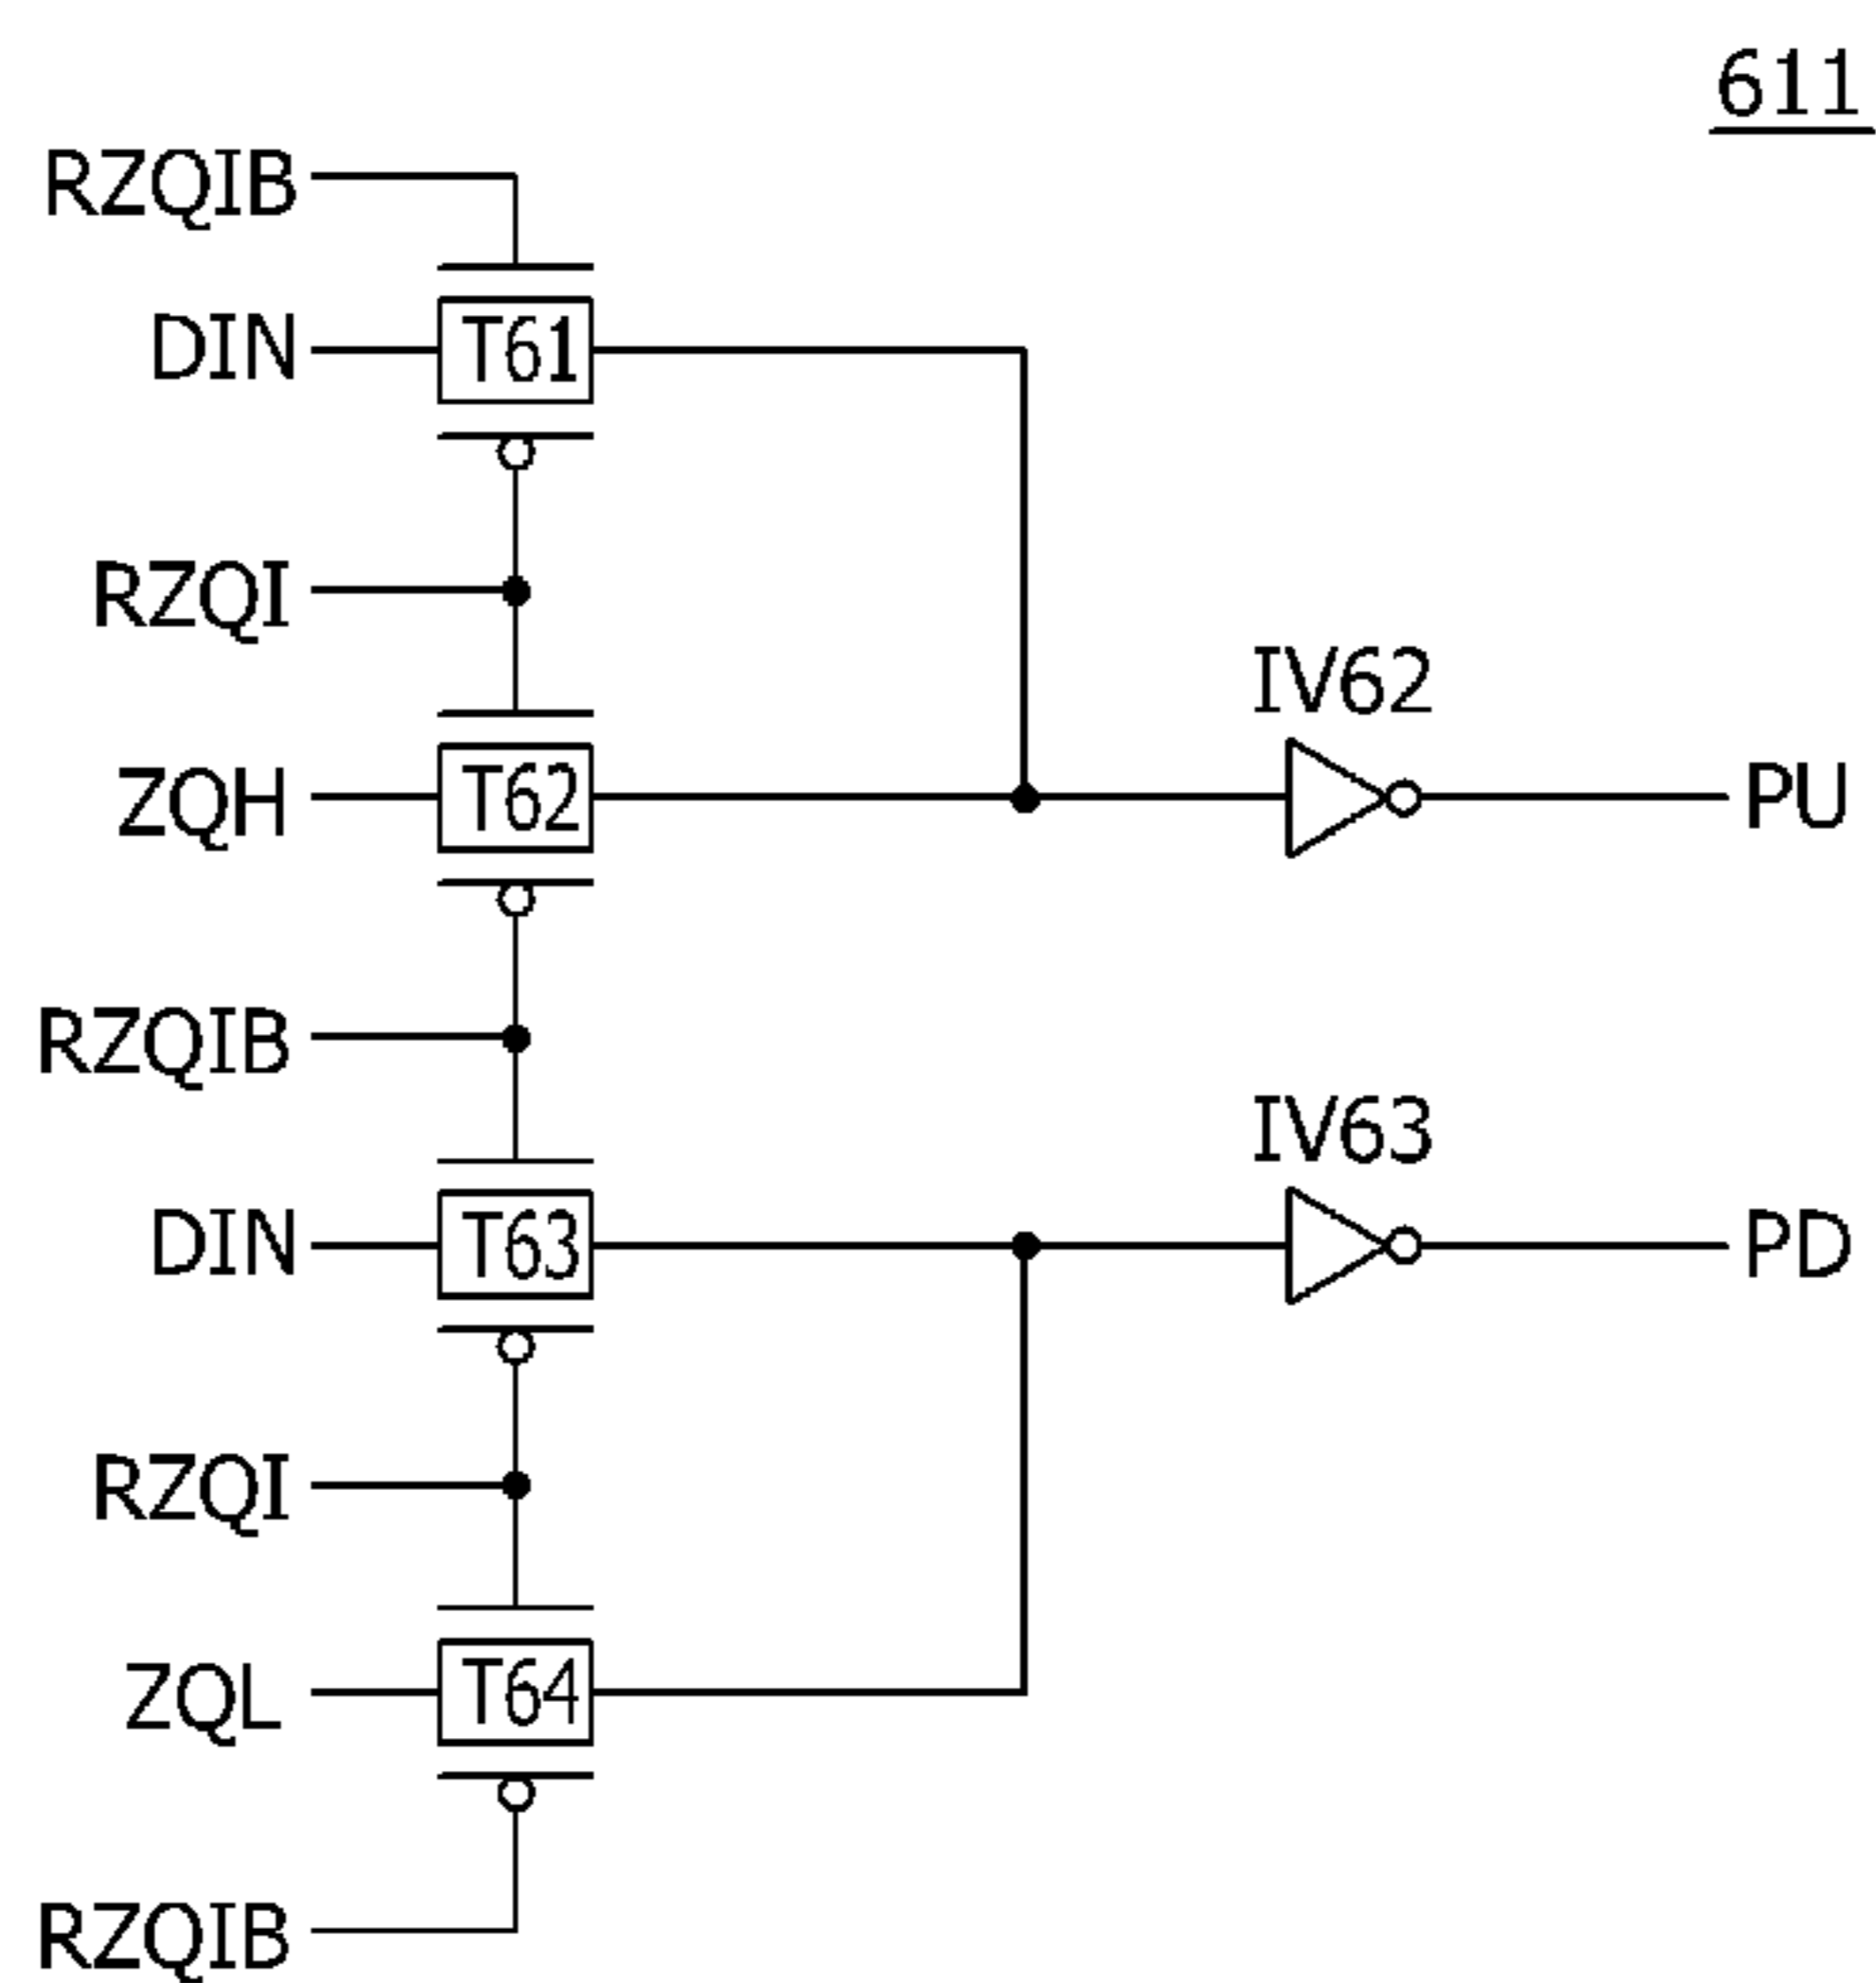 611
RZQIB
DIN
T61
RZQI
IV62
ZQH
T62
PU
RZQIB
IV63
DIN
T63
PD
RZQI
ZQL
T64
RZQIB